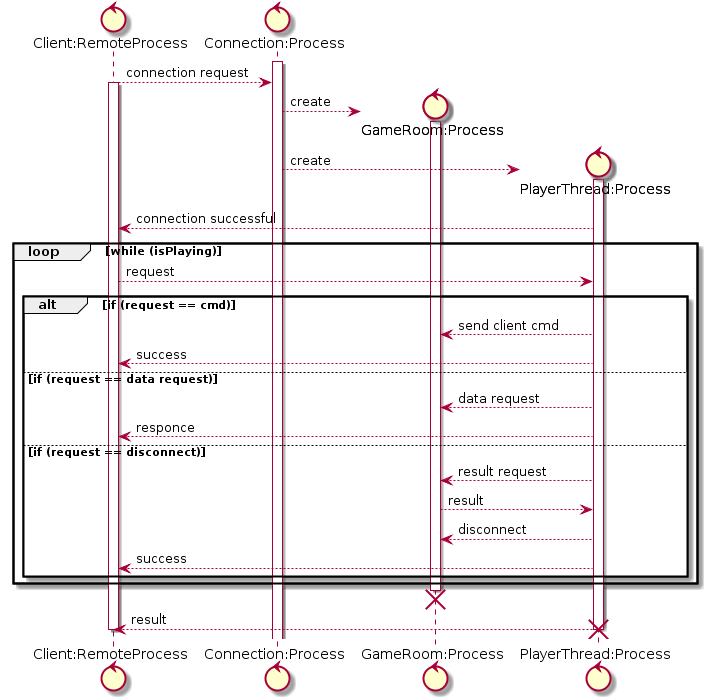 Client:RemoteProcess
Connection:Process
connection request
create
GameRoom:Process
create
PlayerThread:Process
connection successful
loop
[while (isPlaying)]
request
alt
[if (request == cmd)]
send client cmd
success
[if (request == data request)]
data request
responce
[if (request == disconnect)]
result request
result
disconnect
success
result
Client:RemoteProcess
Connection:Process
GameRoom:Process
PlayerThread:Process